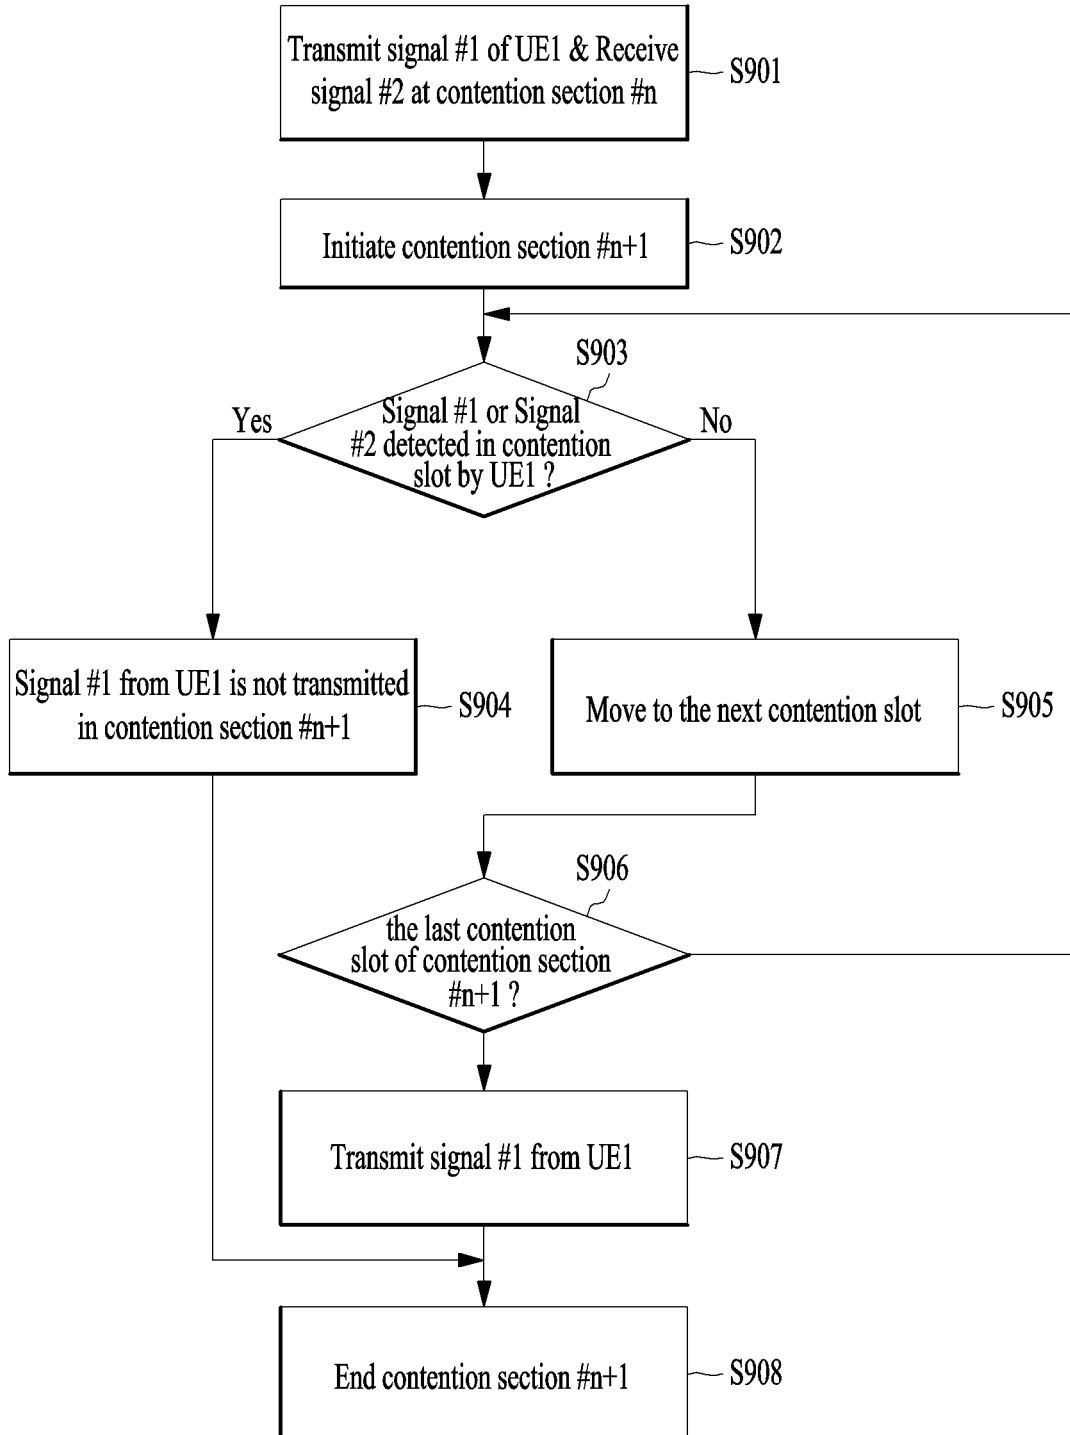 Transmit signal #1 of UE1 & Receive
signal #2 at contention section #n
S901
Initiate contention section #n+1
S902
S903
Signal #1 or Signal
#2 detected in contention
slot by UE1 ?
Yes
No
Signal #1 from UE1 is not transmitted
in contention section #n+1
S904
Move to the next contention slot
S905
S906
the last contention
slot of contention section
#n+1 ?
Transmit signal #1 from UE1
S907
End contention section #n+1
S908